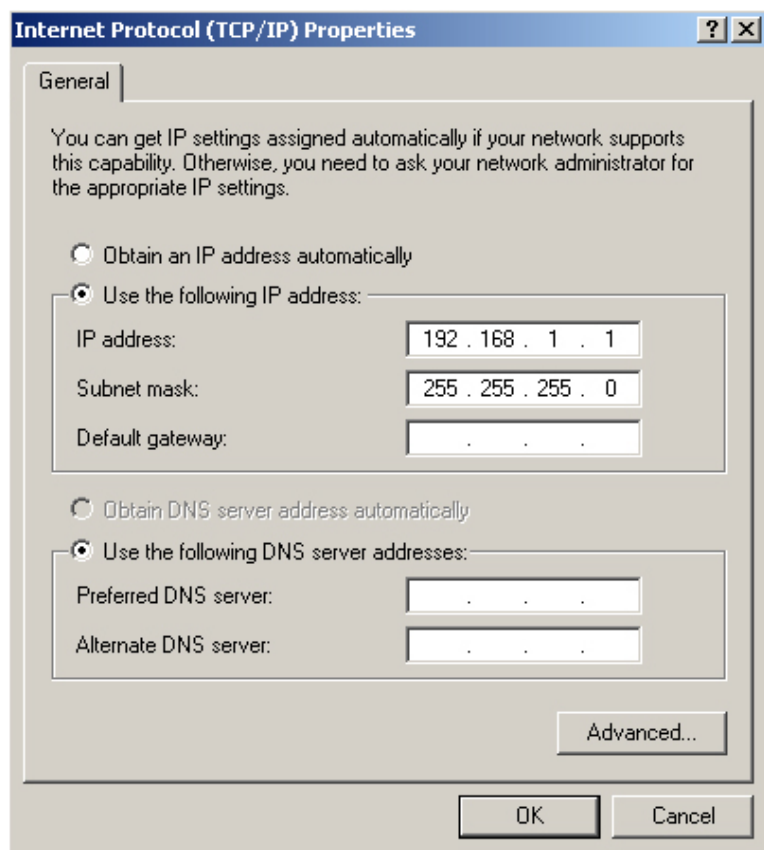 Internet Protocol (TCP/IP) Properties
General
You can get IP settings assigned automatically if your network supports
this capability. Otherwise, you need to ask your network administrator for
the appropriate IP settings.
Obtain an IP address automatically
Use the following IP address:
IP address: 192 . 168 . 1 . 1
Subnet mask: 255 . 255 . 255 . 0
Default gateway: . . .
Obtain DNS server address automatically
Use the following DNS server addresses:
Preferred DNS server: . . .
Alternate DNS server: . . .
Advanced...
OK Cancel